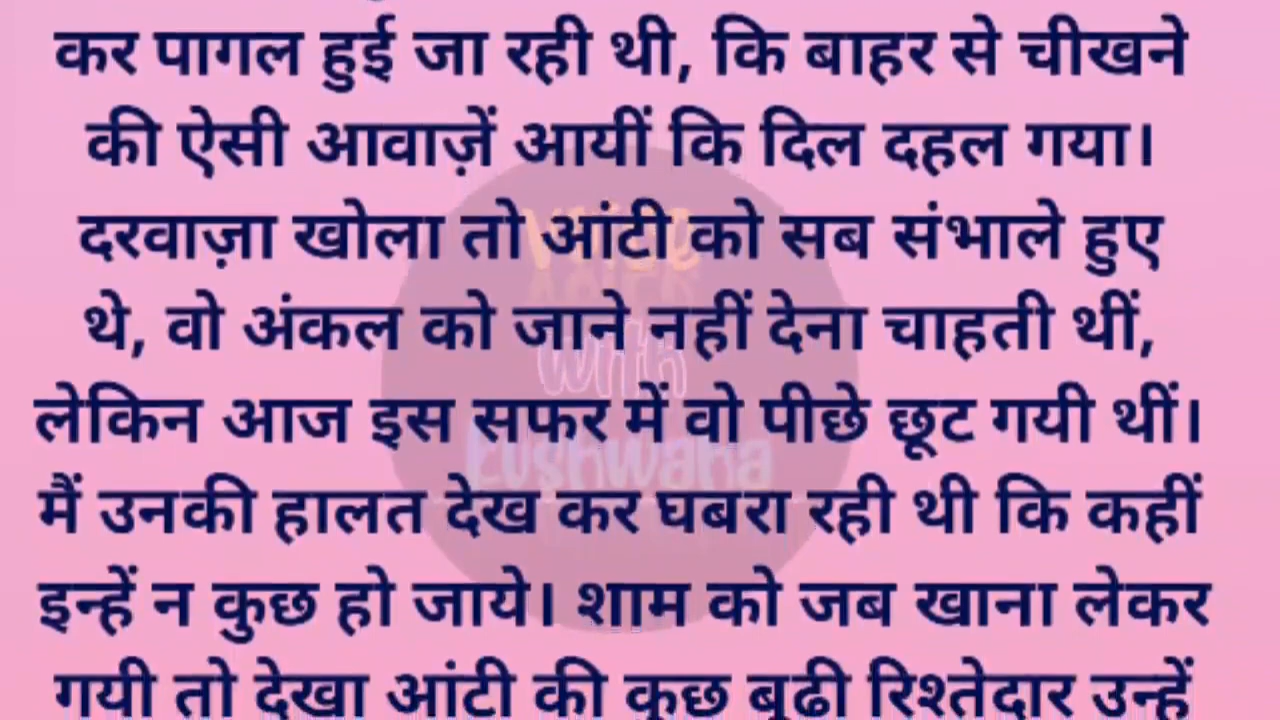 कर पागल हुई जा रही थी, कि बाहर से चीखने
की ऐसी आवाज़ें आयीं कि दिल दहल गया।
दरवाज़ा खोला तो आंटी को सब संभाले हुए
थे, वो अंकल को जाने नहीं देना चाहती थीं,
लेकिन आज इस सफर में वो पीछे छूट गयी थीं।
मैं उनकी हालत देख कर घबरा रही थी कि कहीं
इन्हें न कुछ हो जाये। शाम को जब खाना लेकर
गयी तो देखा आंटी की कुछ बूढी रिश्तेदार उन्हें
with